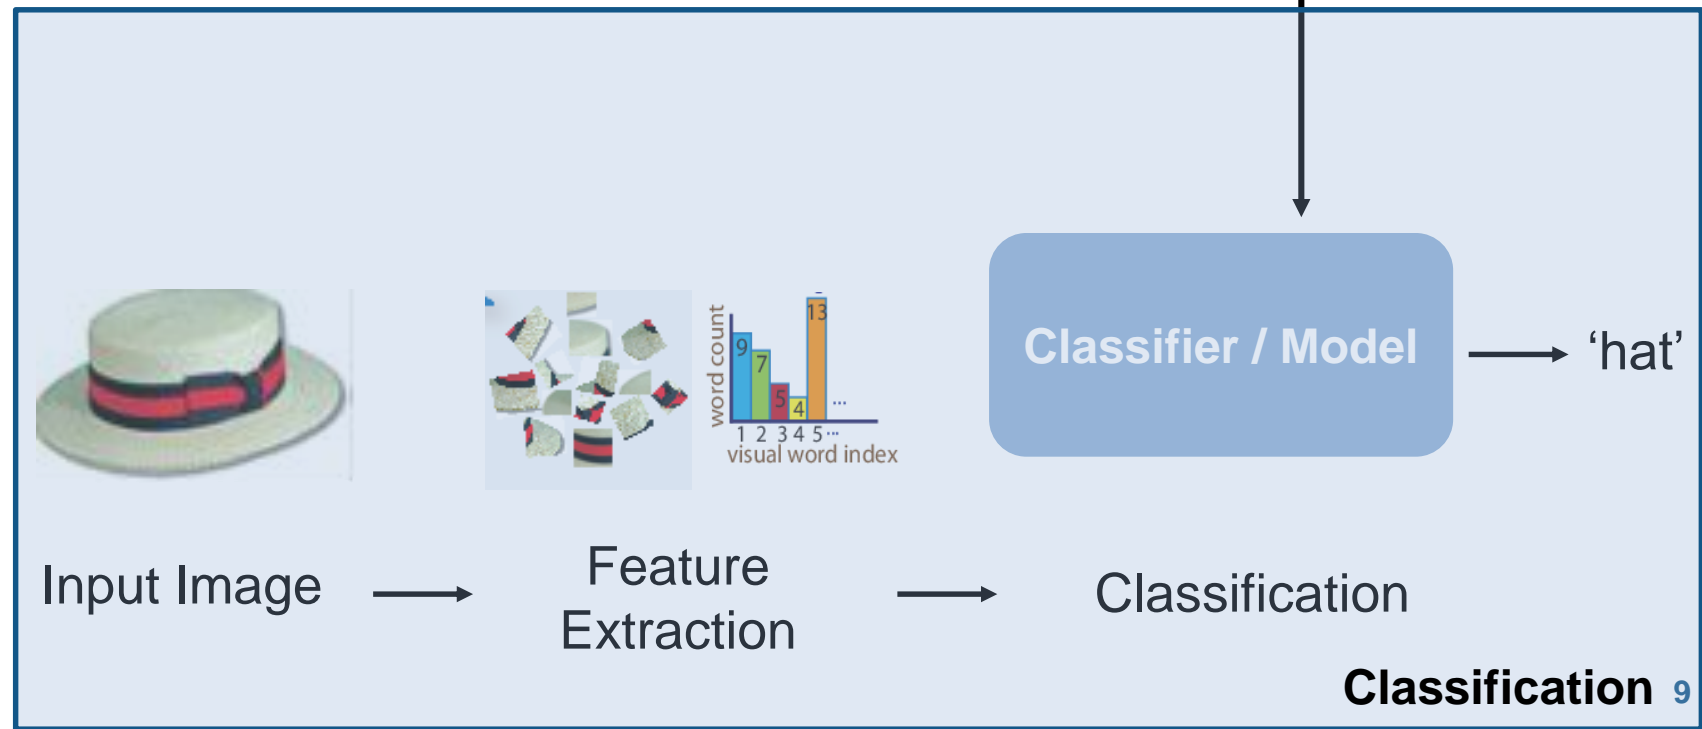 13
word count
9
7
5
4
...
1 2 3 4 5 ...
visual word index
Classifier / Model
‘hat’
Input Image
Feature
Extraction
Classification
Classification 9